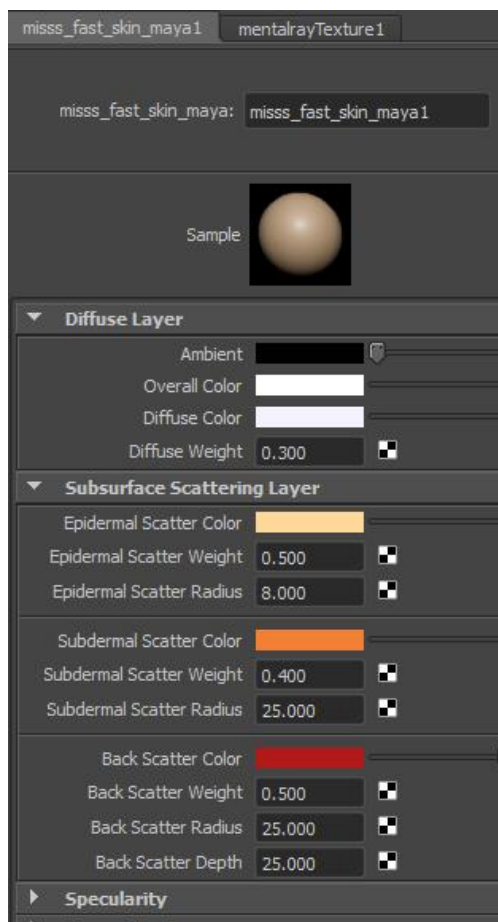 misss_fast_skin_maya1 mentalrayTexture1
misss_fast_skin_maya: misss_fast_skin_maya1
Sample
Diffuse Layer
Ambient
Overall Color
Diffuse Color
Diffuse Weight 0.300
Subsurface Scattering Layer
Epidermal Scatter Color
Epidermal Scatter Weight 0.500
Epidermal Scatter Radius 8.000
Subdermal Scatter Color
Subdermal Scatter Weight 0.400
Subdermal Scatter Radius 25.000
Back Scatter Color
Back Scatter Weight 0.500
Back Scatter Radius 25.000
Back Scatter Depth 25.000
Specularity